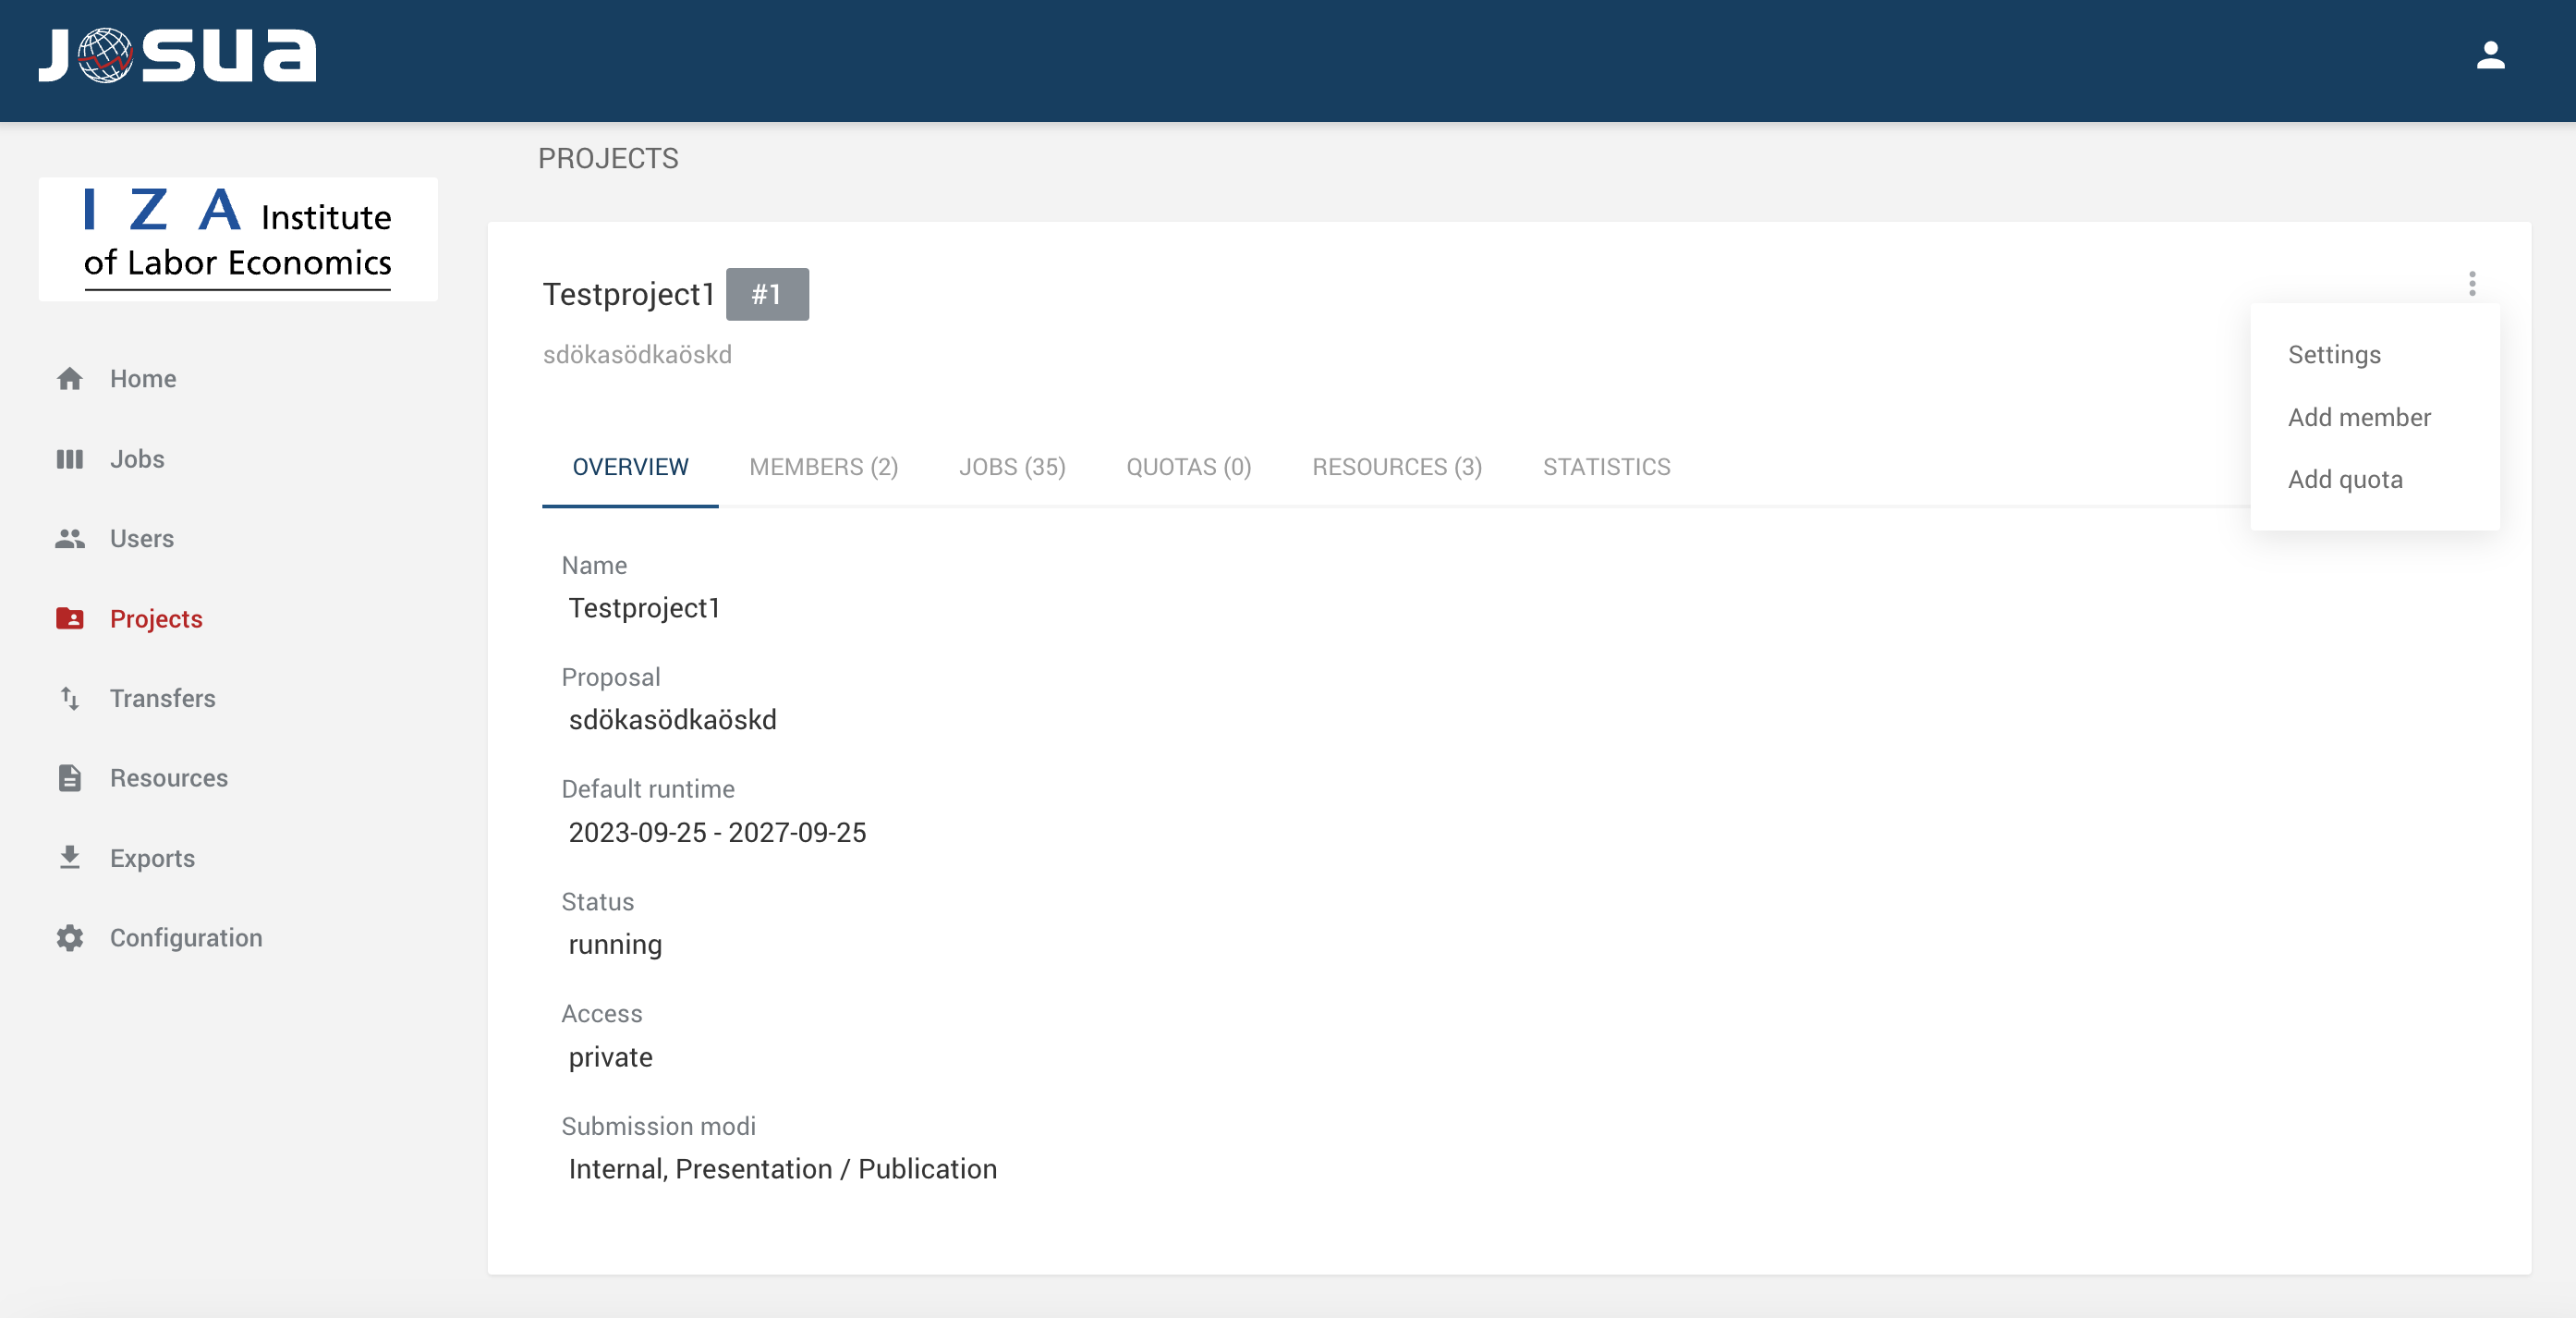 JOSUA
PROJECTS
I Z A Institute
of Labor Economics
Home
Jobs
Users
Projects
Transfers
Resources
Exports
Configuration
Testproject1 #1
sdökasödkaöskd
Settings
Add member
Add quota
OVERVIEW MEMBERS (2) JOBS (35) QUOTAS (0) RESOURCES (3) STATISTICS
Name
Testproject1
Proposal
sdökasödkaöskd
Default runtime
2023-09-25 - 2027-09-25
Status
running
Access
private
Submission modi
Internal, Presentation / Publication